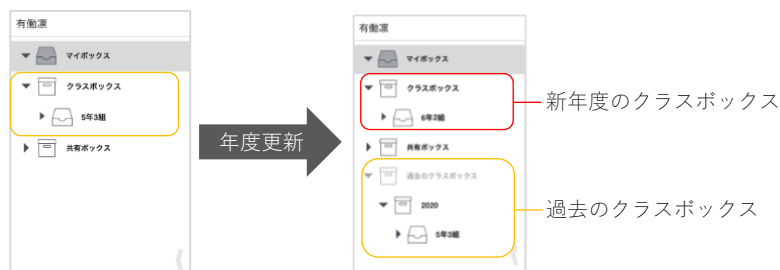 有働凛
マイボックス
クラスボックス
5年3組
共有ボックス
年度更新
有働凛
マイボックス
クラスボックス
6年2組
共有ボックス
過去のクラスボックス
2020
5年3組
新年度のクラスボックス
過去のクラスボックス